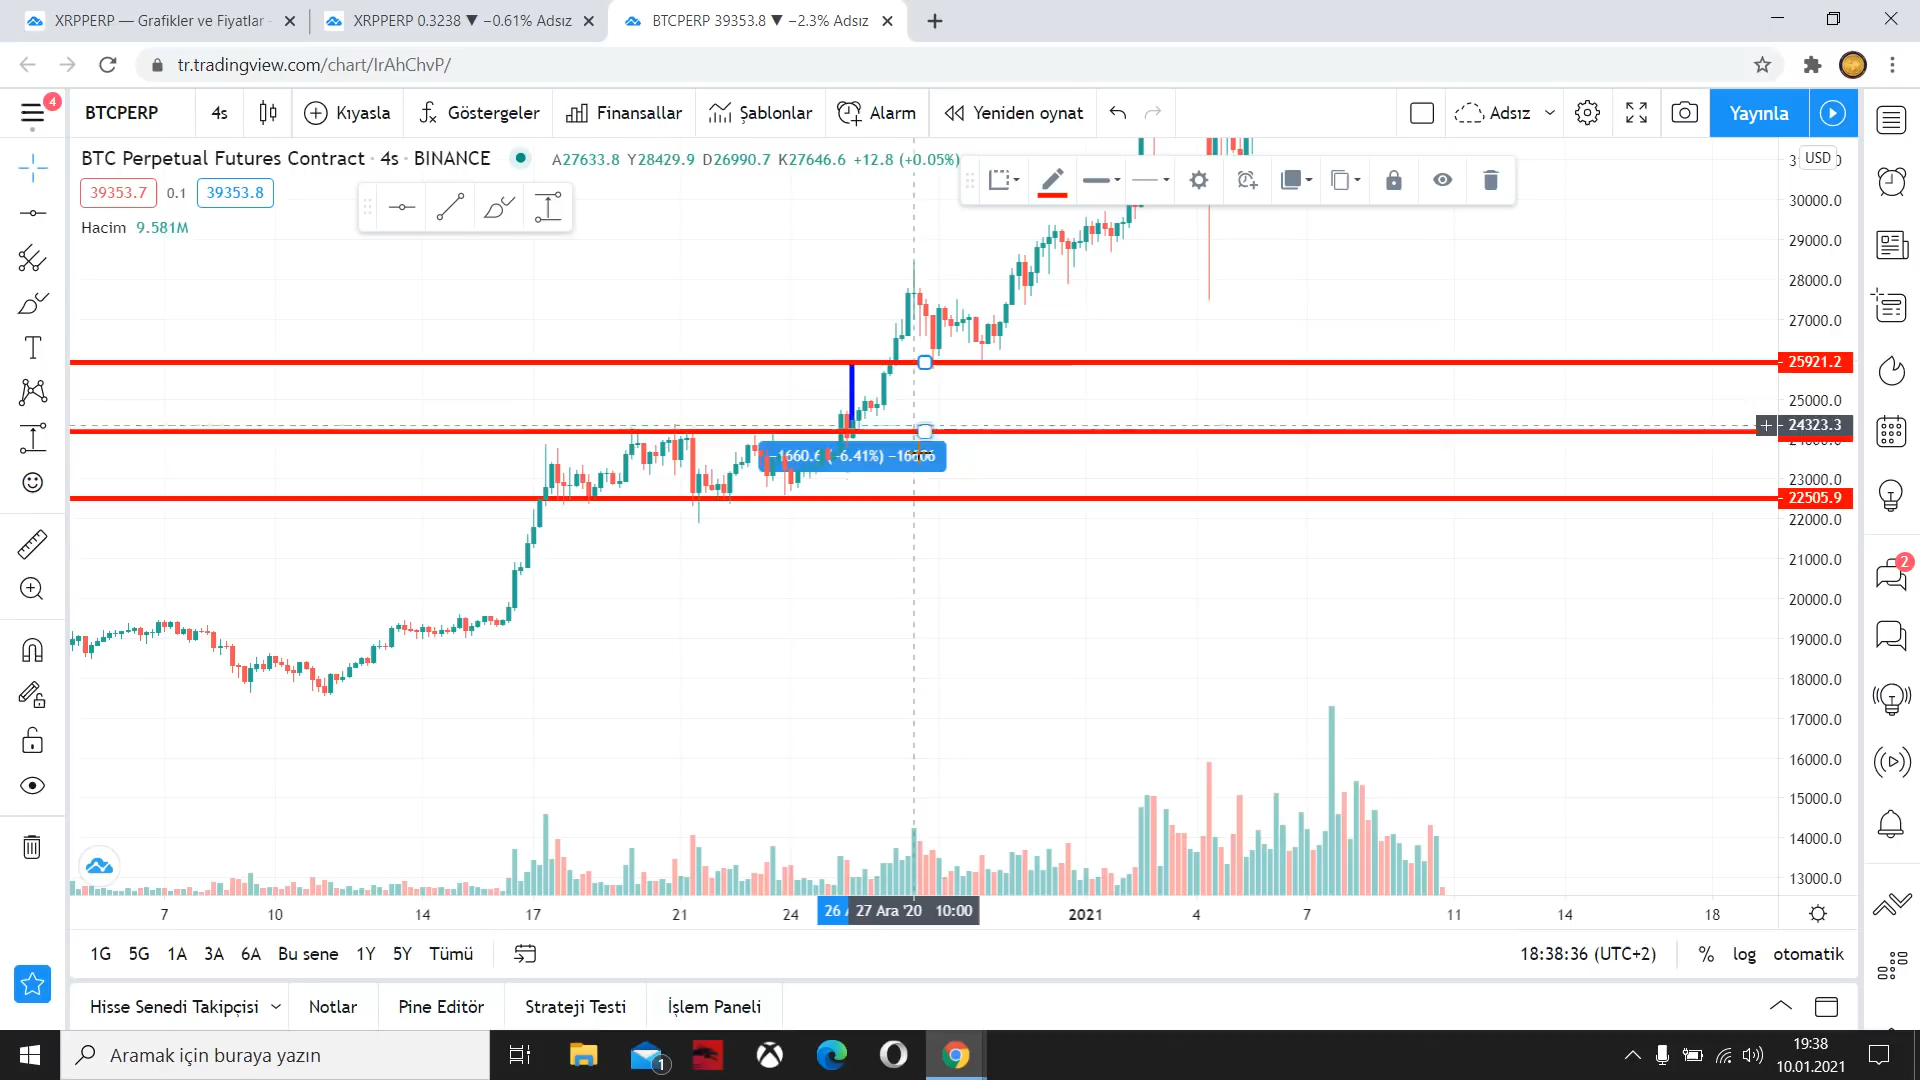 XRPPERP — Grafikler ve Fiyatlar
XRPPERP 0.3238 ▼ −0.61% Adsız
BTCPERP 39353.8 ▼ −2.3% Adsız
tr.tradingview.com/chart/IrAhChvP/
4
BTCPERP
4s
Kıyasla
Göstergeler
Finansallar
Şablonlar
Alarm
Yeniden oynat
Adsız
Yayınla
BTC Perpetual Futures Contract · 4s · BINANCE
A27633.8 Y28429.9 D26990.7 K27646.6 +12.8 (+0.05%)
USD
39353.7
0.1
39353.8
Hacim 9.581M
30000.0
29000.0
28000.0
27000.0
25921.2
25000.0
24323.3
23000.0
22505.9
22000.0
21000.0
20000.0
19000.0
18000.0
17000.0
16000.0
15000.0
14000.0
13000.0
7
10
14
17
21
24
26
27 Ara '20 10:00
2021
4
7
11
14
18
1G
5G
1A
3A
6A
Bu sene
1Y
5Y
Tümü
18:38:36 (UTC+2)
%
log
otomatik
Hisse Senedi Takipçisi
Notlar
Pine Editör
Strateji Testi
İşlem Paneli
2
Aramak için buraya yazın
1
19:38
10.01.2021